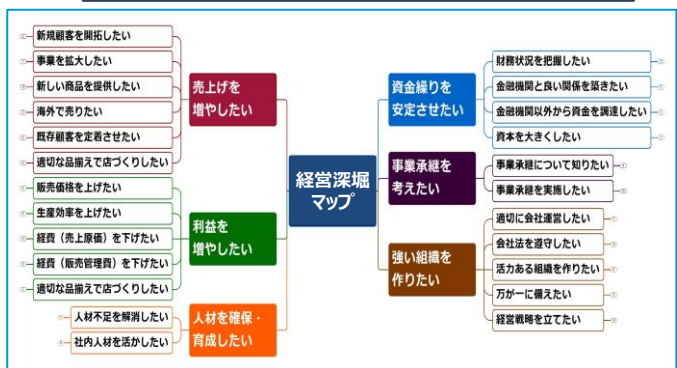 新規顧客を開拓したい
事業を拡大したい
新しい商品を提供したい
海外で売りたい
既存顧客を定着させたい
適切な品揃えで店づくりしたい
売上げを
増やしたい
販売価格を上げたい
生産効率を上げたい
経費（売上原価）を下げたい
経費（販売管理費）を下げたい
適切な品揃えで店づくりしたい
利益を
増やしたい
人材不足を解消したい
社内人材を活かしたい
人材を確保・
育成したい
経営深堀
マップ
資金繰りを
安定させたい
財務状況を把握したい
金融機関と良い関係を築きたい
金融機関以外から資金を調達したい
資本を大きくしたい
事業承継を
考えたい
事業承継について知りたい
事業承継を実施したい
強い組織を
作りたい
適切に会社運営したい
会社法を遵守したい
活力ある組織を作りたい
万が一に備えたい
経営戦略を立てたい